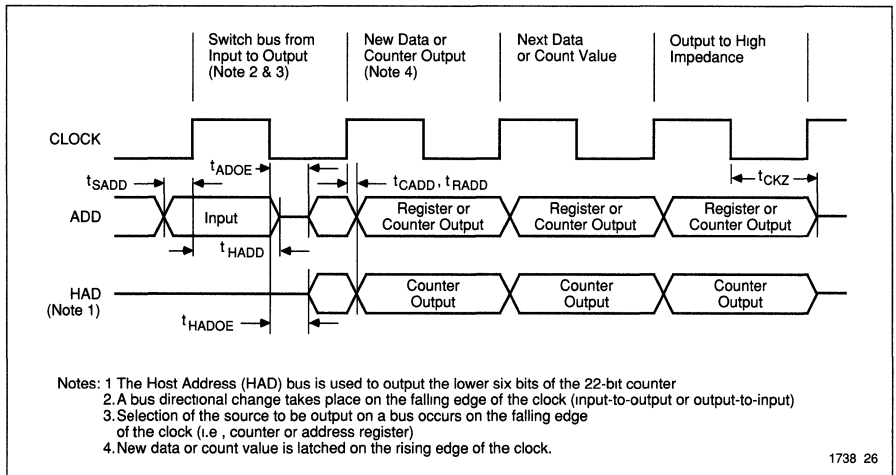 Switch bus from
Input to Output
(Note 2 & 3)
New Data or
Counter Output
(Note 4)
Next Data
or Count Value
Output to High
Impedance
CLOCK
tSADD
tADOE
tCADD, tRADD
tCKZ
ADD
Input
Register or
Counter Output
Register or
Counter Output
Register or
Counter Output
tHADD
HAD
(Note 1)
Counter
Output
Counter
Output
Counter
Output
tHADOE
Notes: 1 The Host Address (HAD) bus is used to output the lower six bits of the 22-bit counter
2. A bus directional change takes place on the falling edge of the clock (input-to-output or output-to-input)
3. Selection of the source to be output on a bus occurs on the falling edge
of the clock (i.e , counter or address register)
4. New data or count value is latched on the rising edge of the clock.
1738 26